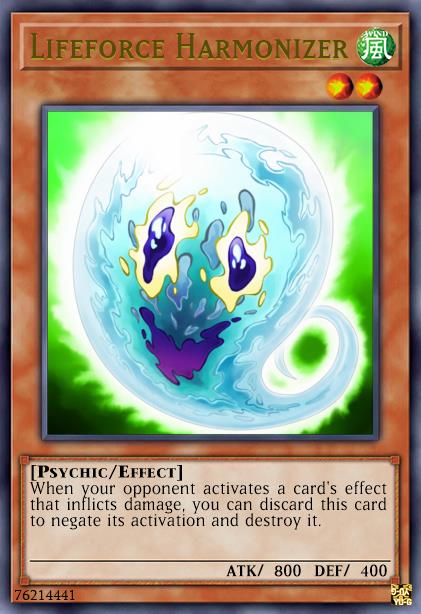 Lifeforce Harmonizer
WIND
風
[Psychic/Effect]
When your opponent activates a card's effect
that inflicts damage, you can discard this card
to negate its activation and destroy it.
ATK/ 800 DEF/ 400
76214441